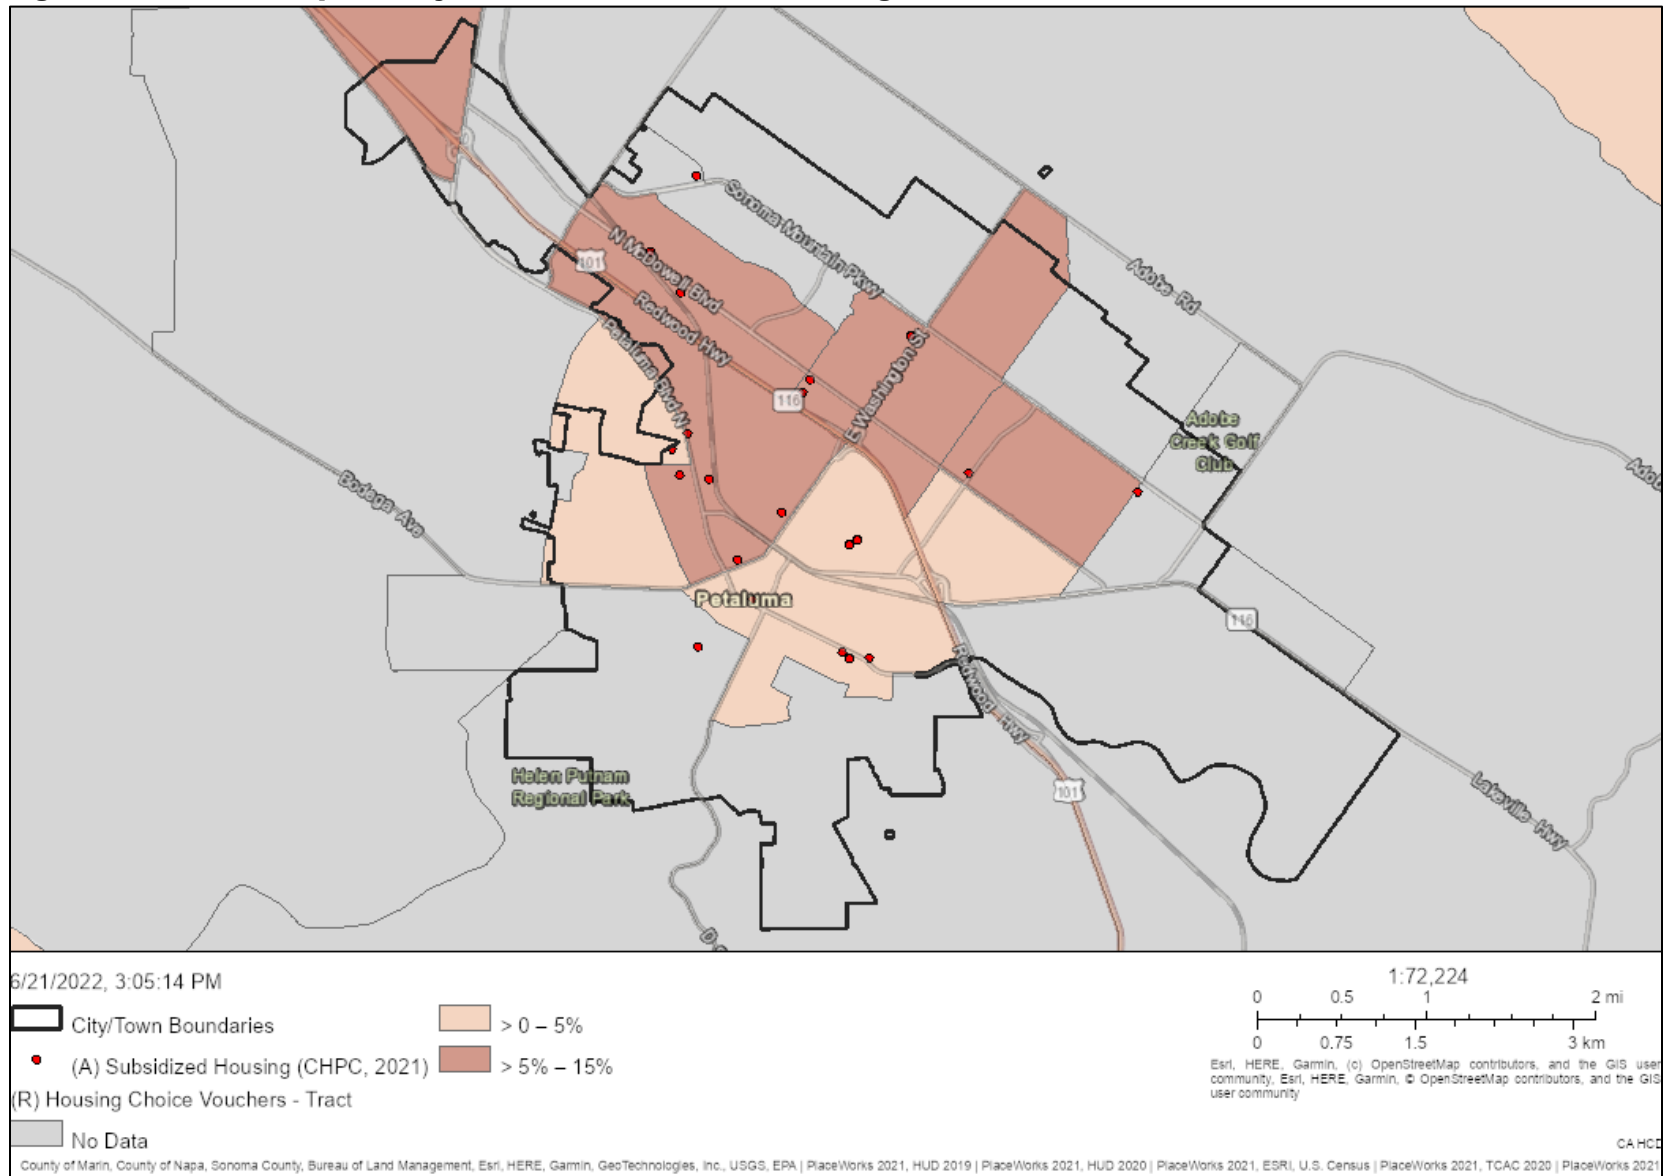 Sonoma Mountain Pkwy
N McDowell Blvd
101
Redwood Hwy
Petaluma Blvd N
Adobe Rd
116
E Washington St
Adobe
Creek Golf
Club
Bodega Ave
Petaluma
116
Redwood Hwy
Helen Putnam
Regional Park
101
Lakeville Hwy
6/21/2022, 3:05:14 PM
City/Town Boundaries
(A) Subsidized Housing (CHPC, 2021)
(R) Housing Choice Vouchers - Tract
No Data
> 0 – 5%
> 5% – 15%
1:72,224
0 0.5 1 2 mi
0 0.75 1.5 3 km
Esri, HERE, Garmin, (c) OpenStreetMap contributors, and the GIS user
community, Esri, HERE, Garmin, © OpenStreetMap contributors, and the GIS
user community
CA HCD
County of Marin, County of Napa, Sonoma County, Bureau of Land Management, Esri, HERE, Garmin, GeoTechnologies, Inc., USGS, EPA | PlaceWorks 2021, HUD 2019 | PlaceWorks 2021, HUD 2020 | PlaceWorks 2021, ESRI, U.S. Census | PlaceWorks 2021, TCAC 2020 | PlaceWorks 2021